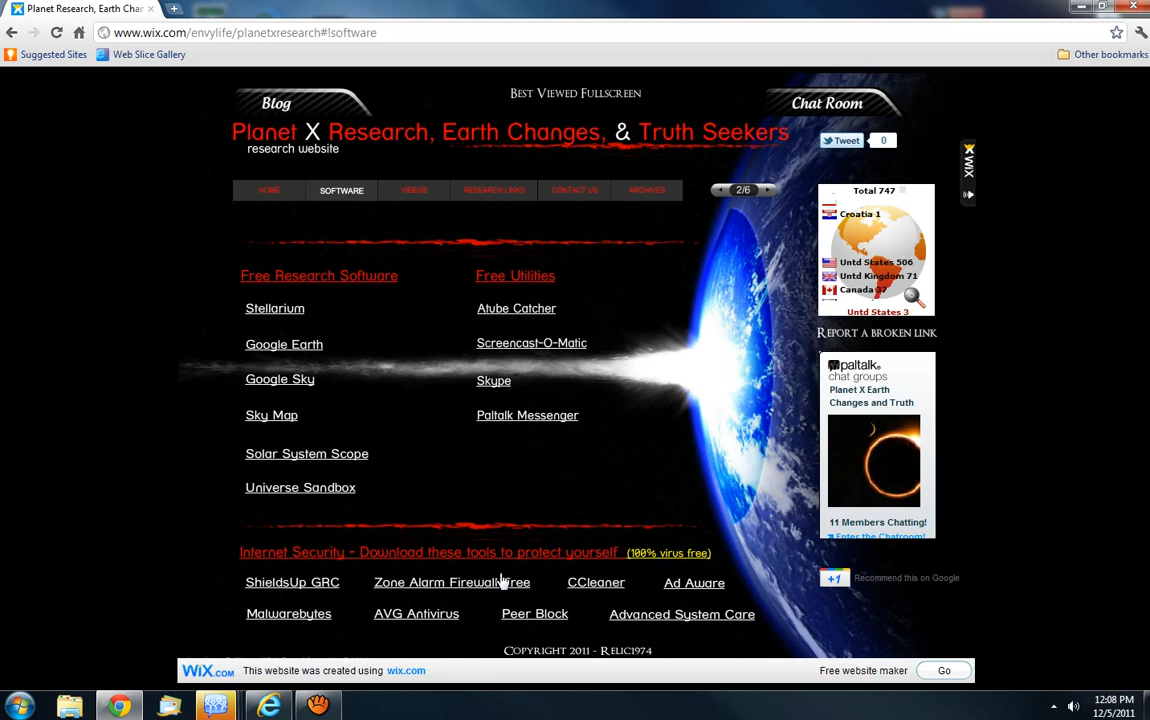 Planet Research, Earth Char
www.wix.com/envylife/planetxresearch#!software
Suggested Sites
Web Slice Gallery
Other bookmarks
Blog
BEST VIEWED FULLSCREEN
Chat Room
Planet X Research, Earth Changes, & Truth Seekers
research website
Tweet
0
WiX
HOME
SOFTWARE
VIDEOS
RESEARCH LINKS
CONTACT US
ARCHIVES
2/6
Total 747
Croatia 1
Untd States 506
Untd Kingdom 71
Canada 37
Untd States 3
REPORT A BROKEN LINK
Free Research Software
Free Utilities
Stellarium
Atube Catcher
Google Earth
Screencast-O-Matic
Google Sky
Skype
Sky Map
Paltalk Messenger
Solar System Scope
Universe Sandbox
paltalk
chat groups
Planet X Earth
Changes and Truth
11 Members Chatting!
Enter the Chatroom!
Internet Security - Download these tools to protect yourself (100% virus free)
ShieldsUp GRC
Zone Alarm Firewall Free
CCleaner
Ad Aware
+1
Recommend this on Google
Malwarebytes
AVG Antivirus
Peer Block
Advanced System Care
COPYRIGHT 2011 - RELIC1974
WiX.COM
This website was created using wix.com
Free website maker
Go
12:08 PM
12/5/2011